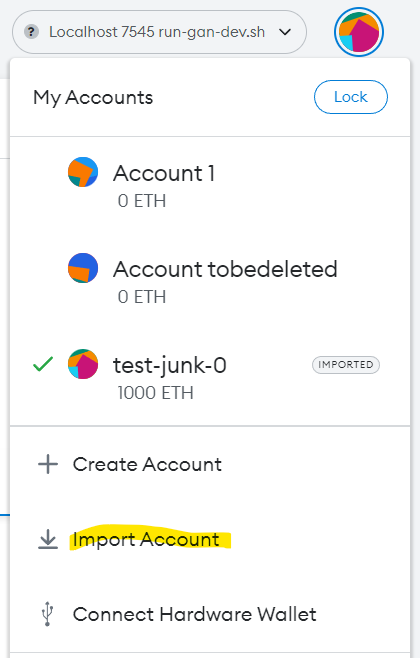 ? Localhost 7545 run-gan-dev.sh
My Accounts Lock
Account 1
0 ETH
Account tobedeleted
0 ETH
test-junk-0 IMPORTED
1000 ETH
Create Account
Import Account
Connect Hardware Wallet